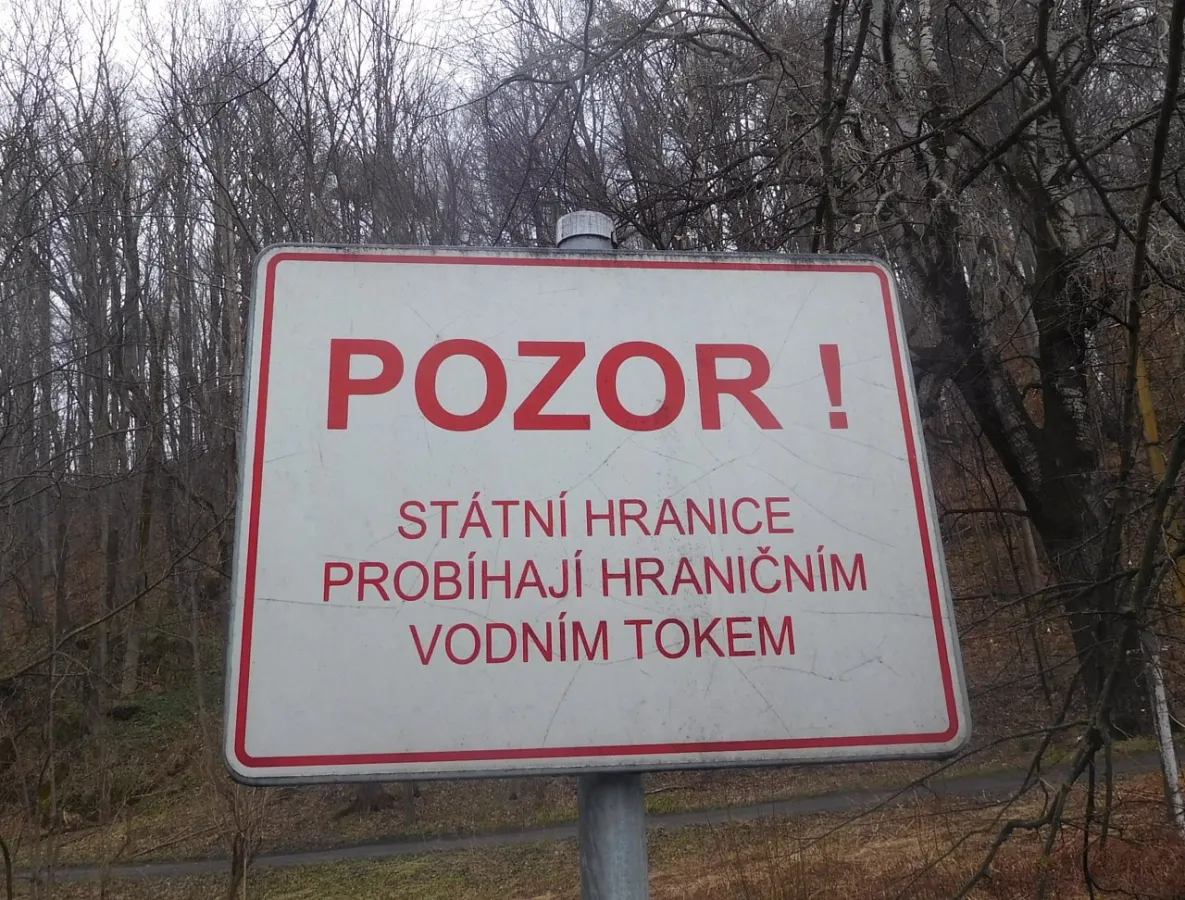 POZOR !
STÁTNÍ HRANICE
PROBÍHAJÍ HRANIČNÍM
VODNÍM TOKEM